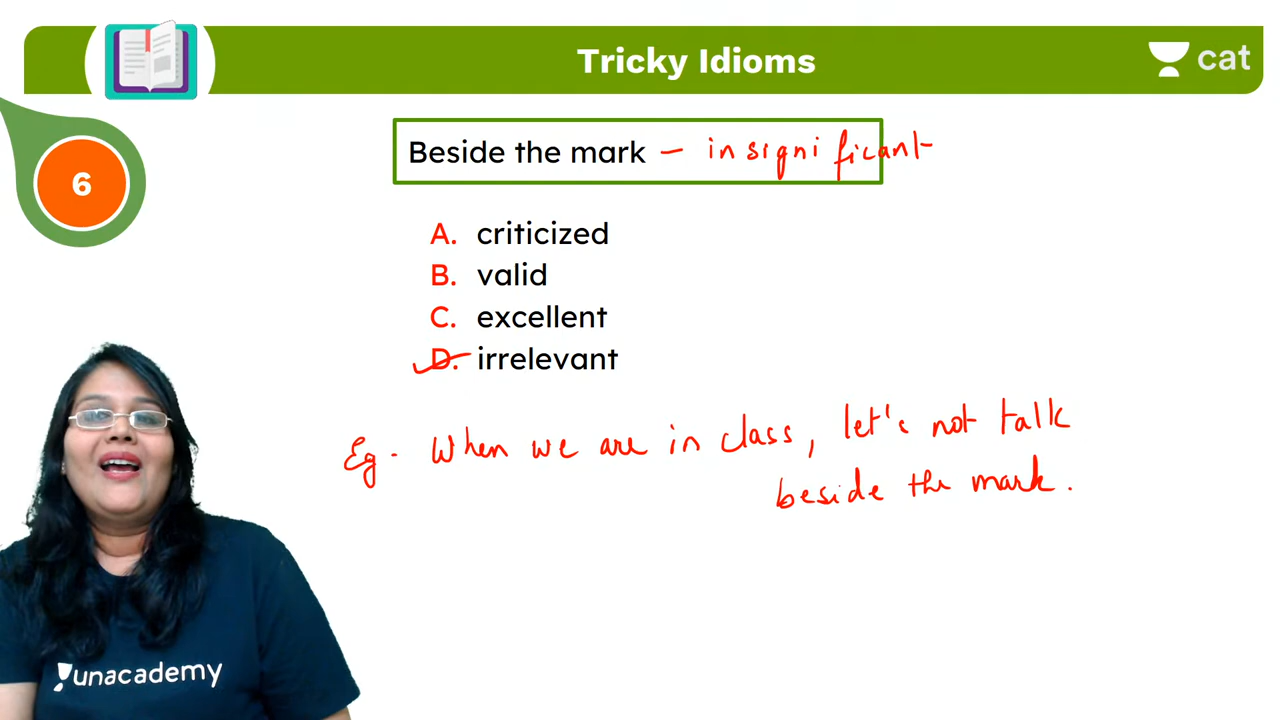 Tricky Idioms
cat
6
Beside the mark – insignificant
A. criticized
B. valid
C. excellent
D. irrelevant
Eg. When we are in class, let's not talk
beside the mark.
unacademy